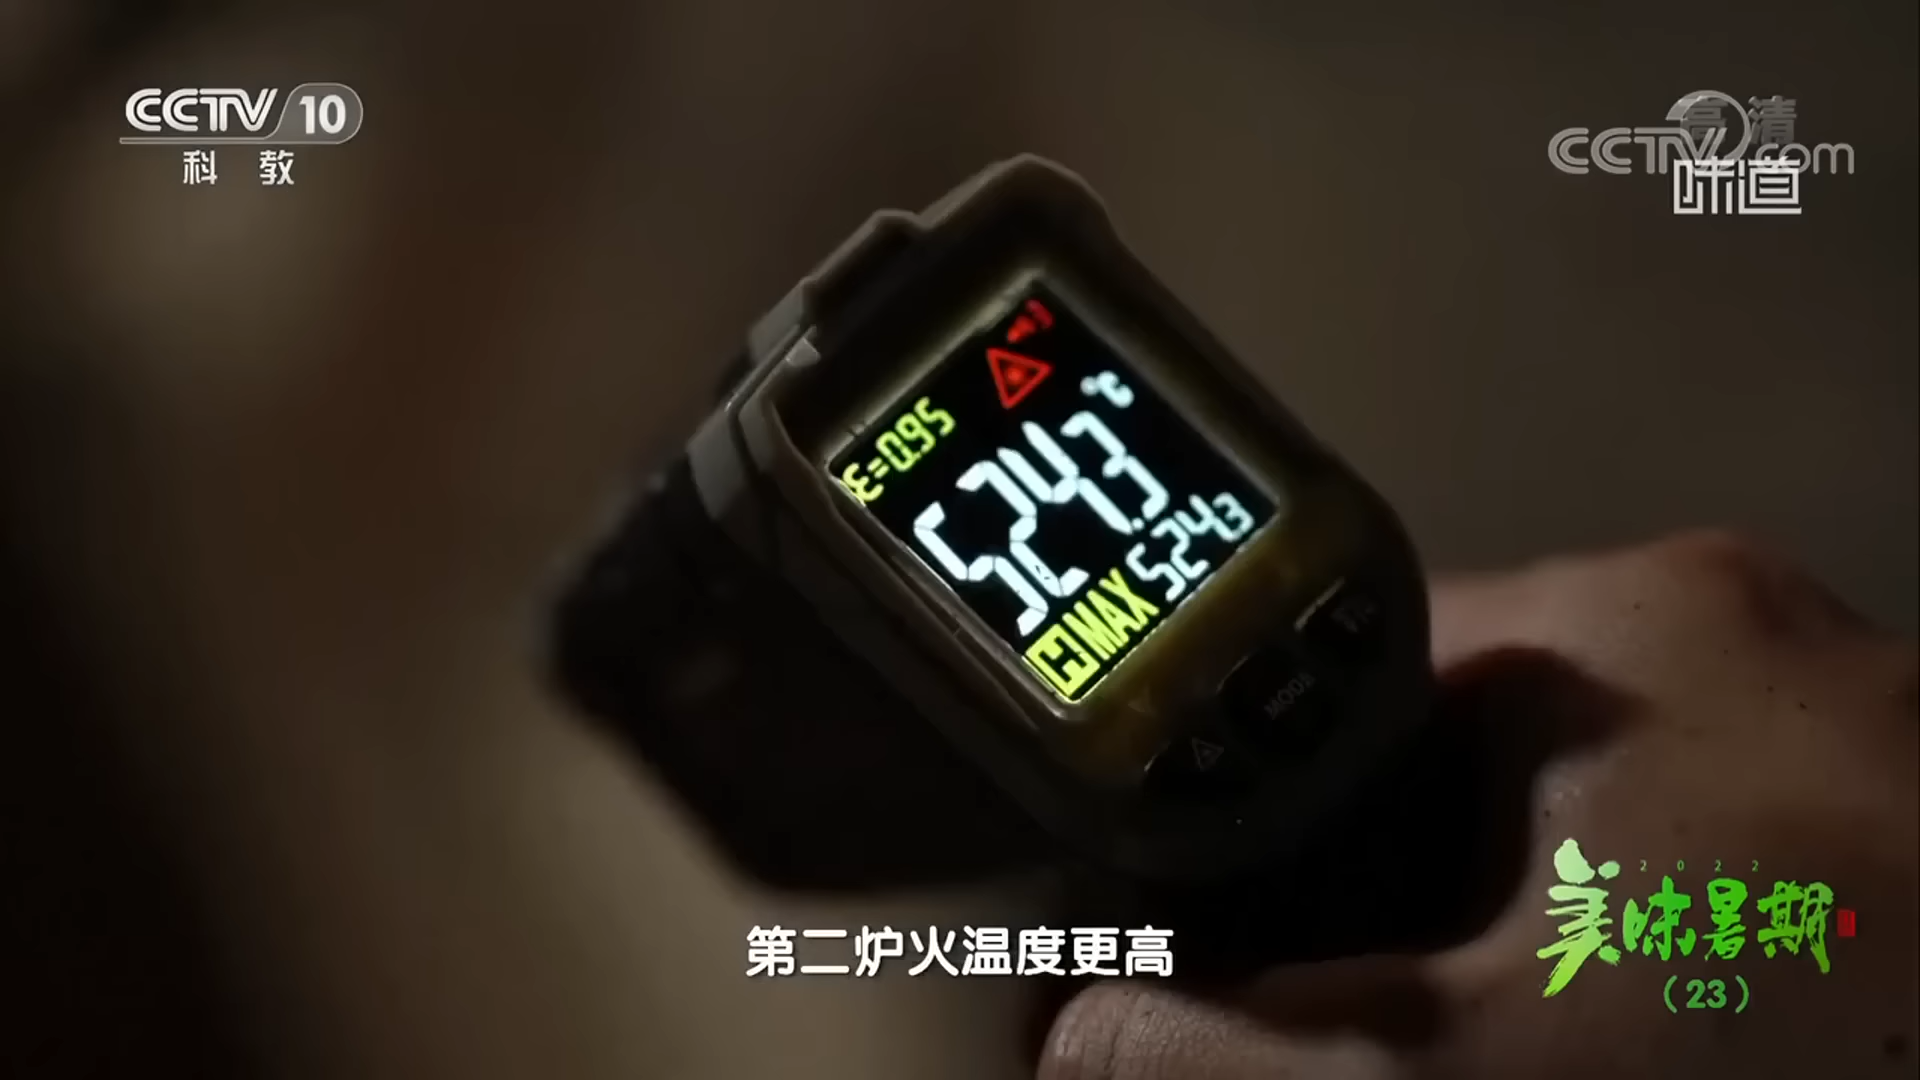 CCTV 10
科 教
高清
CCTV.com
味道
ε=0.95
°C
524.3
MAX 524.3
MODE
2022
美味暑期
(23)
第二炉火温度更高